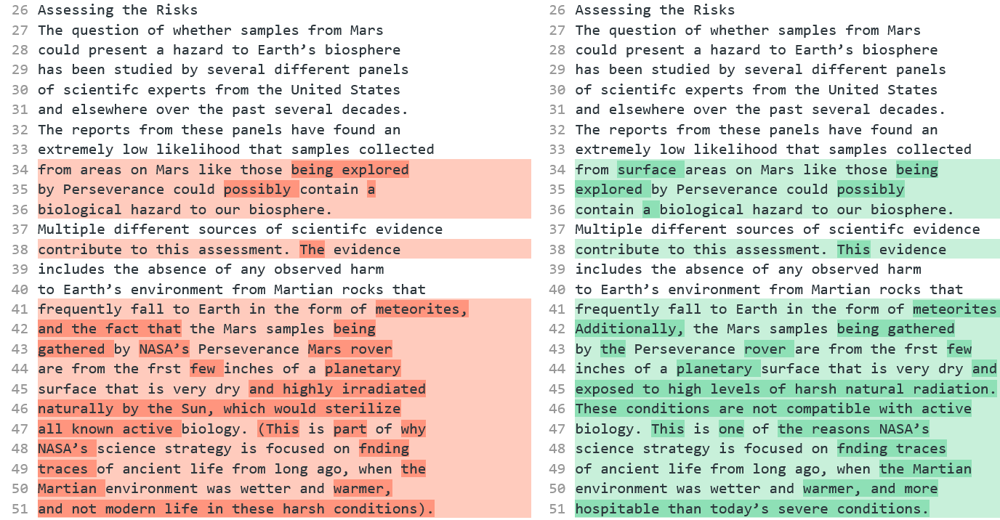 26 Assessing the Risks
27 The question of whether samples from Mars
28 could present a hazard to Earth’s biosphere
29 has been studied by several different panels
30 of scientifc experts from the United States
31 and elsewhere over the past several decades.
32 The reports from these panels have found an
33 extremely low likelihood that samples collected
34 from areas on Mars like those being explored
35 by Perseverance could possibly contain a
36 biological hazard to our biosphere.
37 Multiple different sources of scientifc evidence
38 contribute to this assessment. The evidence
39 includes the absence of any observed harm
40 to Earth’s environment from Martian rocks that
41 frequently fall to Earth in the form of meteorites,
42 and the fact that the Mars samples being
43 gathered by NASA’s Perseverance Mars rover
44 are from the frst few inches of a planetary
45 surface that is very dry and highly irradiated
46 naturally by the Sun, which would sterilize
47 all known active biology. (This is part of why
48 NASA’s science strategy is focused on fnding
49 traces of ancient life from long ago, when the
50 Martian environment was wetter and warmer,
51 and not modern life in these harsh conditions).
26 Assessing the Risks
27 The question of whether samples from Mars
28 could present a hazard to Earth’s biosphere
29 has been studied by several different panels
30 of scientifc experts from the United States
31 and elsewhere over the past several decades.
32 The reports from these panels have found an
33 extremely low likelihood that samples collected
34 from surface areas on Mars like those being
35 explored by Perseverance could possibly
36 contain a biological hazard to our biosphere.
37 Multiple different sources of scientifc evidence
38 contribute to this assessment. This evidence
39 includes the absence of any observed harm
40 to Earth’s environment from Martian rocks that
41 frequently fall to Earth in the form of meteorites
42 Additionally, the Mars samples being gathered
43 by the Perseverance rover are from the frst few
44 inches of a planetary surface that is very dry and
45 exposed to high levels of harsh natural radiation.
46 These conditions are not compatible with active
47 biology. This is one of the reasons NASA’s
48 science strategy is focused on fnding traces
49 of ancient life from long ago, when the Martian
50 environment was wetter and warmer, and more
51 hospitable than today’s severe conditions.